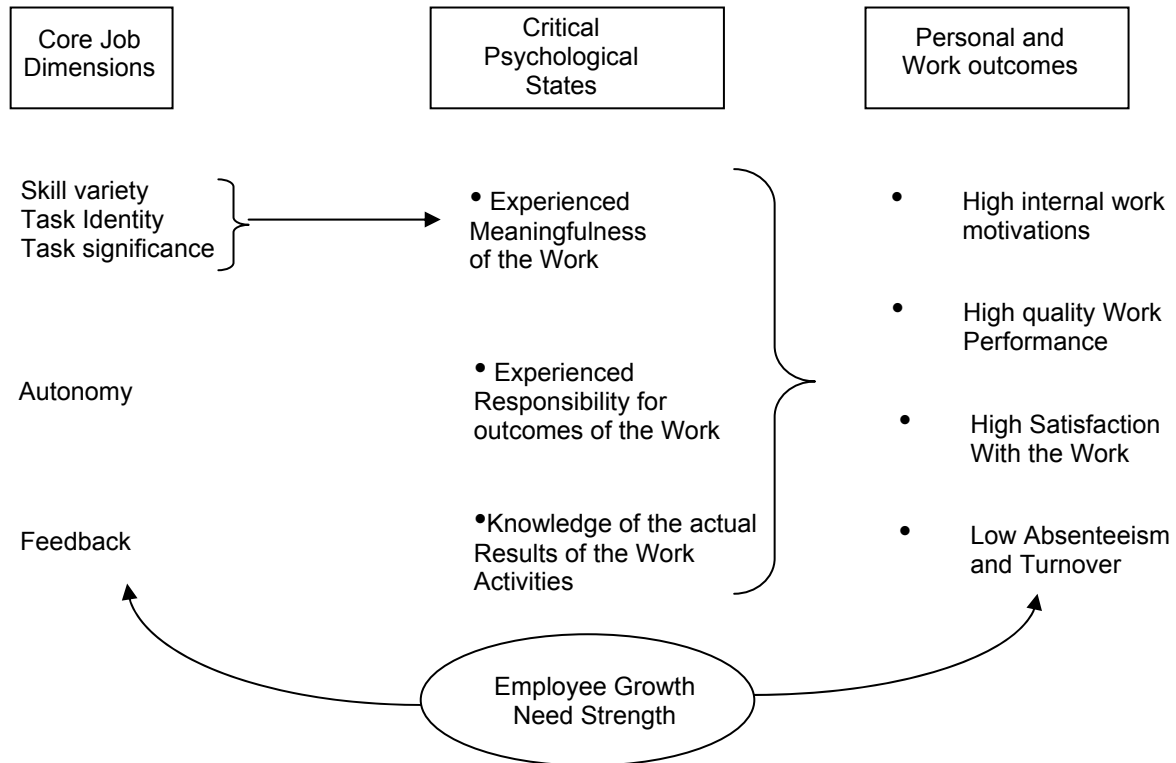 Core Job
Dimensions
Critical
Psychological
States
Personal and
Work outcomes
Skill variety
Task Identity
Task significance
• Experienced
Meaningfulness
of the Work
• High internal work
motivations
• High quality Work
Performance
Autonomy
• Experienced
Responsibility for
outcomes of the Work
• High Satisfaction
With the Work
Feedback
•Knowledge of the actual
Results of the Work
Activities
• Low Absenteeism
and Turnover
Employee Growth
Need Strength